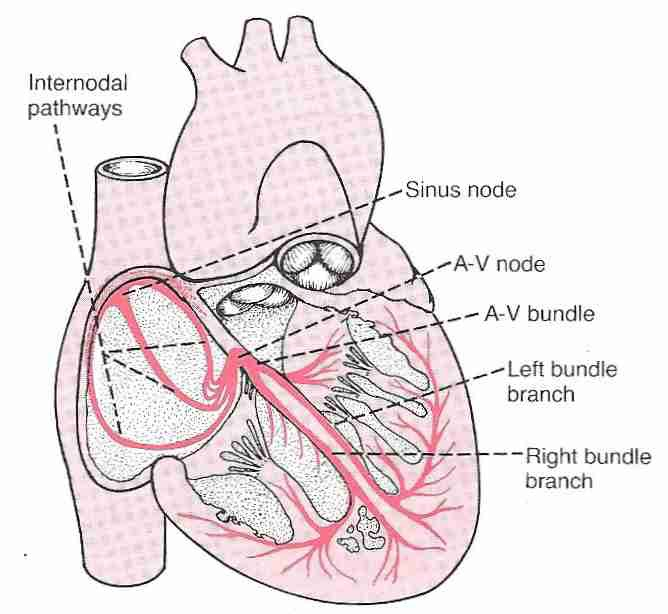 Internodal
pathways
Sinus node
A-V node
A-V bundle
Left bundle
branch
Right bundle
branch